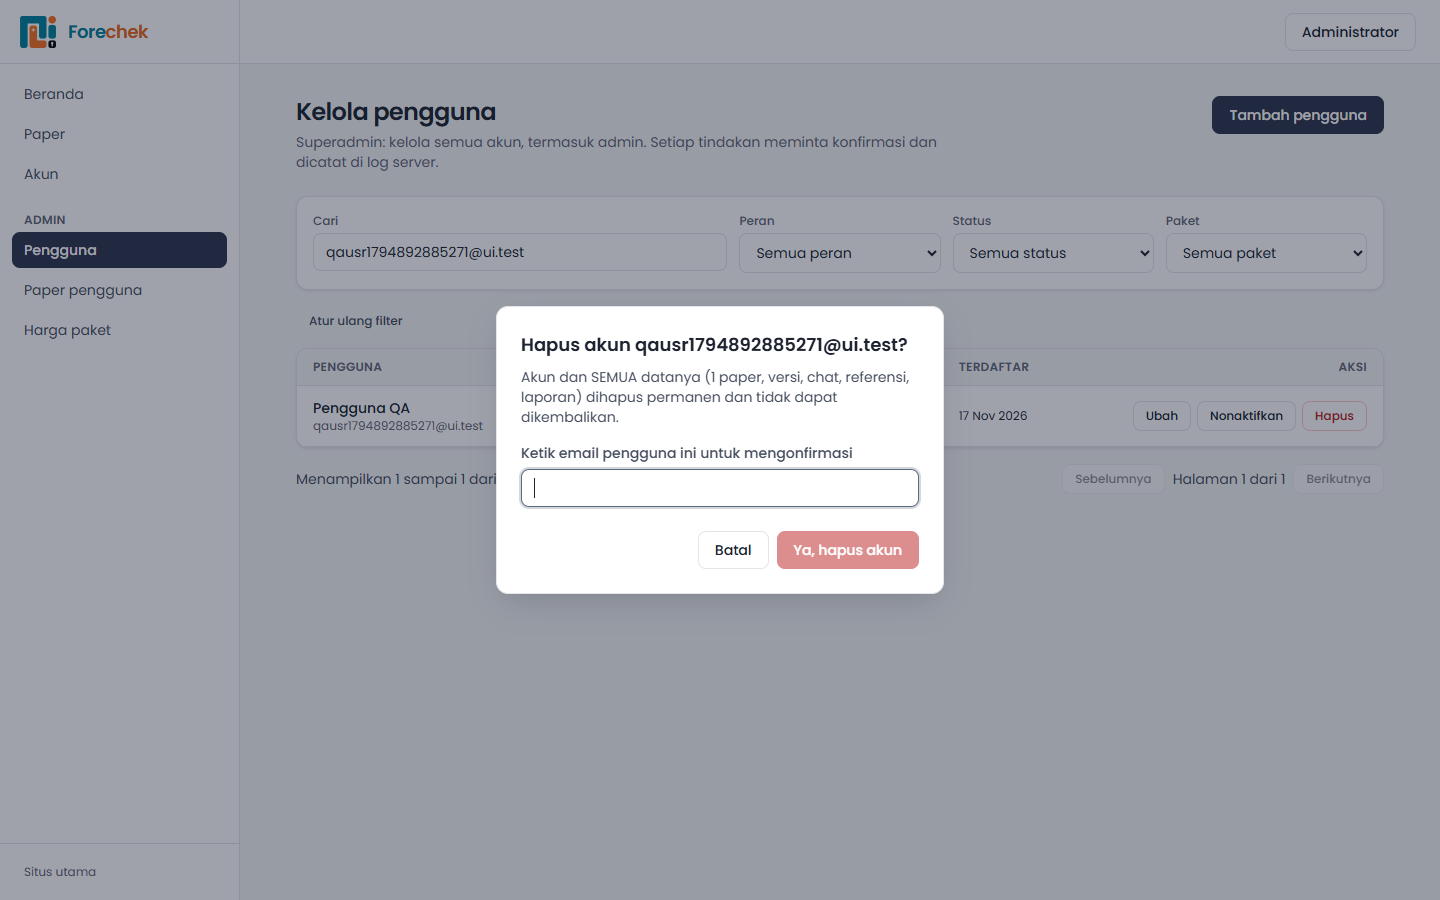 Forechek
Administrator
Beranda
Paper
Akun
ADMIN
Pengguna
Paper pengguna
Harga paket
Situs utama
Kelola pengguna
Superadmin: kelola semua akun, termasuk admin. Setiap tindakan meminta konfirmasi dan
dicatat di log server.
Tambah pengguna
Cari
Peran
Status
Paket
qausr1794892885271@ui.test
Semua peran
Semua status
Semua paket
Atur ulang filter
PENGGUNA
TERDAFTAR
AKSI
Pengguna QA
qausr1794892885271@ui.test
17 Nov 2026
Ubah
Nonaktifkan
Hapus
Menampilkan 1 sampai 1 dari
Sebelumnya
Halaman 1 dari 1
Berikutnya
Hapus akun qausr1794892885271@ui.test?
Akun dan SEMUA datanya (1 paper, versi, chat, referensi,
laporan) dihapus permanen dan tidak dapat
dikembalikan.
Ketik email pengguna ini untuk mengonfirmasi
Batal
Ya, hapus akun